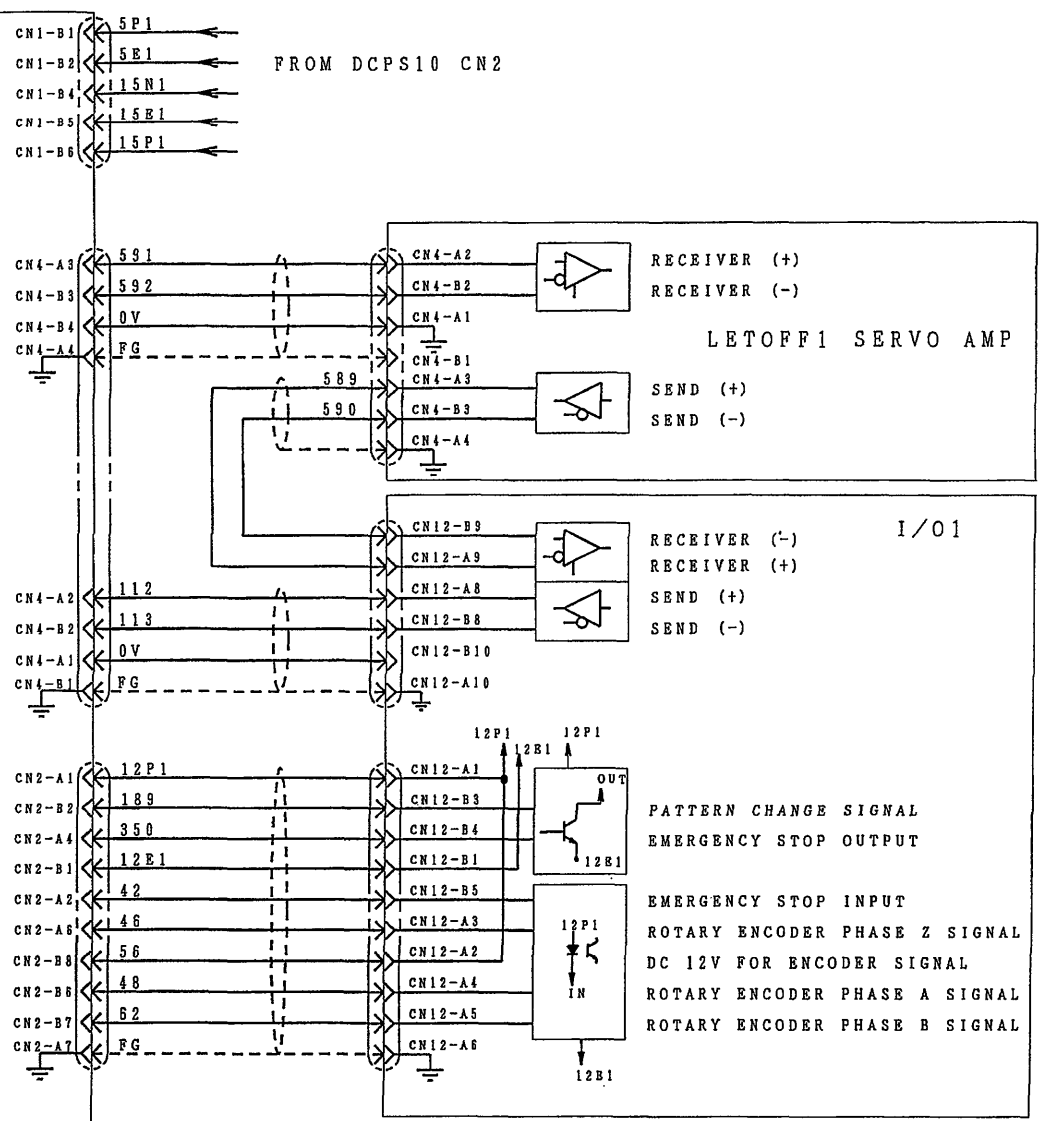 CN1-B1 5P1
CN1-B2 5E1 FROM DCPS10 CN2
CN1-B4 15N1
CN1-B5 15E1
CN1-B6 15P1
CN4-A3 591 CN4-A2 RECEIVER (+)
CN4-B3 592 CN4-B2 RECEIVER (-)
CN4-B4 0V CN4-A1
LETOFF1 SERVO AMP
CN4-A4 FG CN4-B1
589 CN4-A3 SEND (+)
590 CN4-B3 SEND (-)
CN4-A4
I/O1
CN12-B9 RECEIVER (-)
CN12-A9 RECEIVER (+)
CN4-A2 112 CN12-A8 SEND (+)
CN4-B2 113 CN12-B8 SEND (-)
CN4-A1 0V CN12-B10
CN4-B1 FG CN12-A10
12P1 12E1 12P1
CN2-A1 12P1 CN12-A1 OUT
CN2-B2 189 CN12-B3 PATTERN CHANGE SIGNAL
CN2-A4 350 CN12-B4 EMERGENCY STOP OUTPUT
CN2-B1 12E1 CN12-B1 12E1
CN2-A2 42 CN12-B5 EMERGENCY STOP INPUT
CN2-A6 46 CN12-A3 12P1 ROTARY ENCODER PHASE Z SIGNAL
CN2-B8 56 CN12-A2 DC 12V FOR ENCODER SIGNAL
CN2-B6 48 CN12-A4 IN ROTARY ENCODER PHASE A SIGNAL
CN2-B7 62 CN12-A5 ROTARY ENCODER PHASE B SIGNAL
CN2-A7 FG CN12-A6
12E1